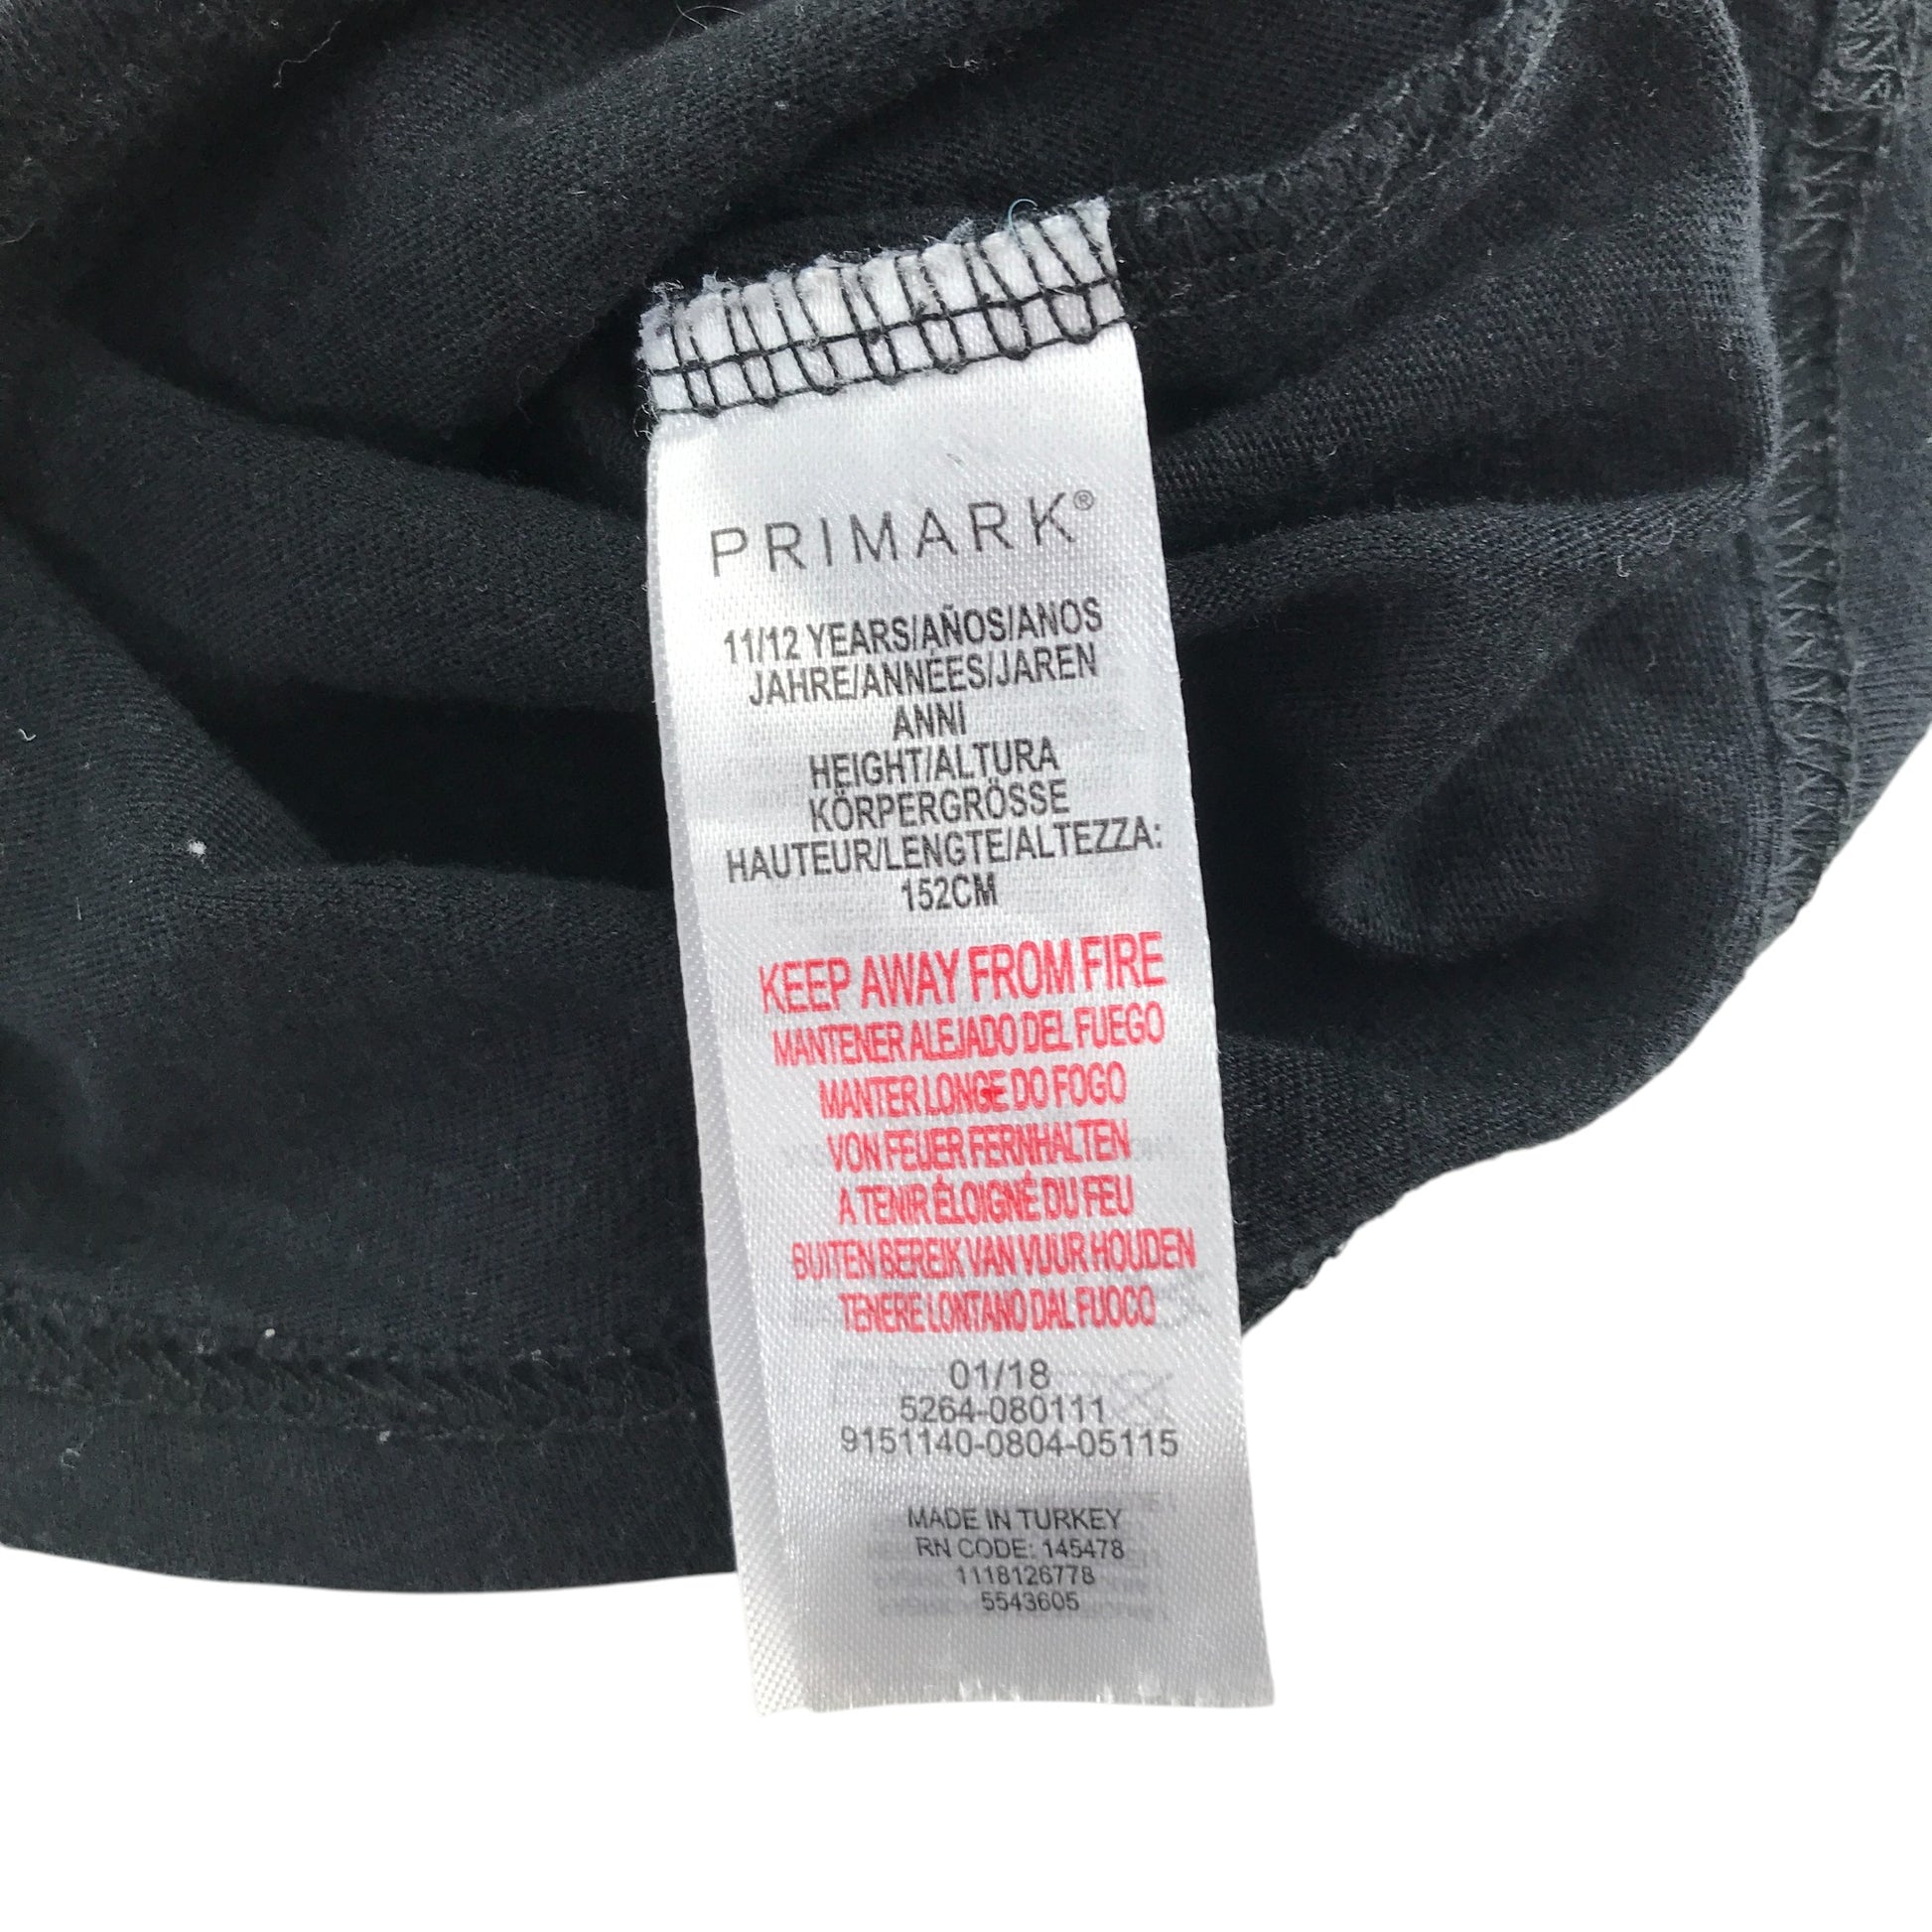 PRIMARK®
11/12 YEARS/AÑOS/ANOS
JAHRE/ANNÉES/JAREN
ANNI
HEIGHT/ALTURA
KÖRPERGRÖSSE
HAUTEUR/LENGTE/ALTEZZA:
152CM
KEEP AWAY FROM FIRE
MANTENER ALEJADO DEL FUEGO
MANTER LONGE DO FOGO
VON FEUER FERNHALTEN
A TENIR ÉLOIGNÉ DU FEU
BUITEN BEREIK VAN VUUR HOUDEN
TENERE LONTANO DAL FUOCO
01/18
5264-080111
9151140-0804-05115
MADE IN TURKEY
RN CODE: 145478
1118126778
5543605